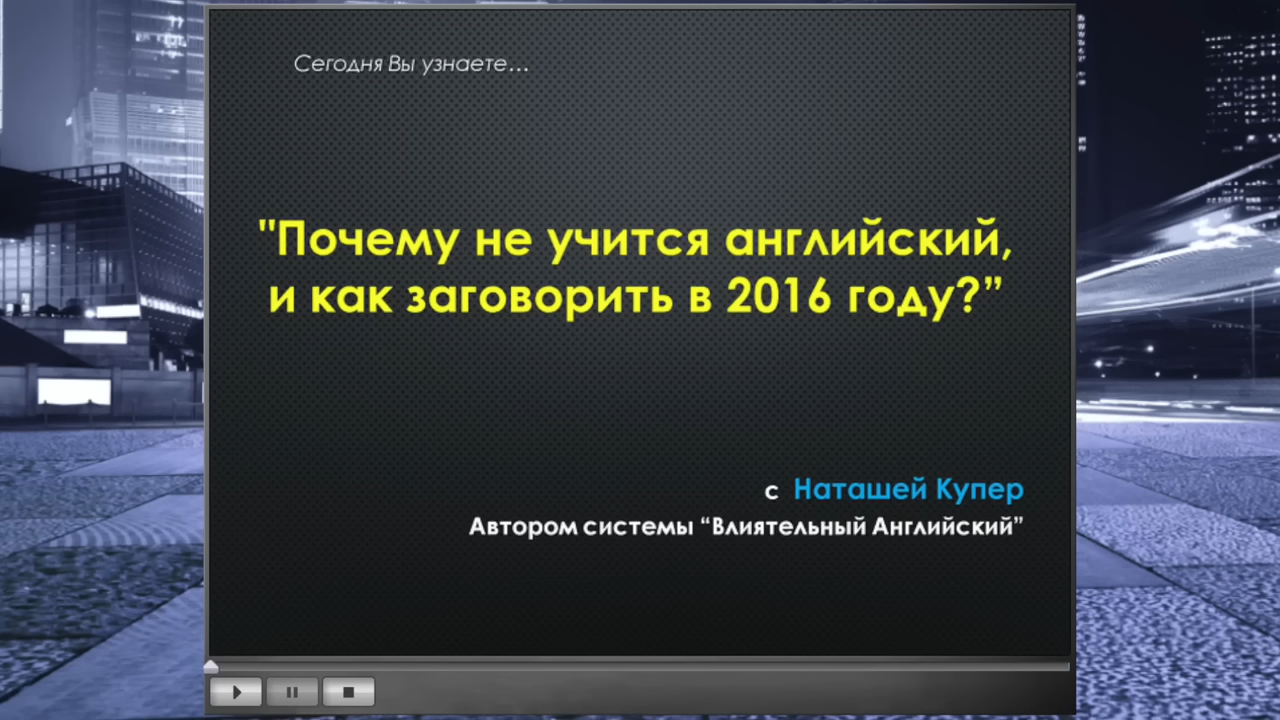 Сегодня Вы узнаете...
"Почему не учится английский,
и как заговорить в 2016 году?”
с Наташей Купер
Автором системы “Влиятельный Английский”